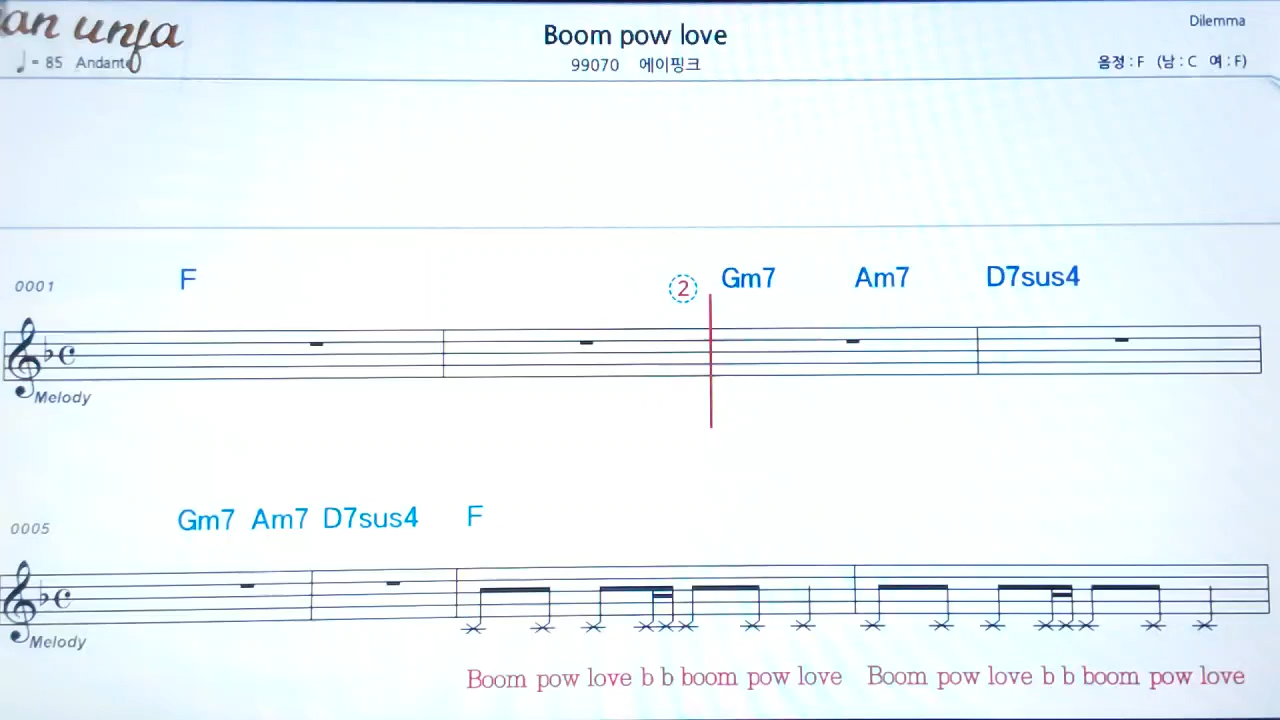 an unfa
Boom pow love
Dilemma
♩ = 85 Andante
99070 에이핑크
음정 : F (남 : C 여 : F)
0001 F ② Gm7 Am7 D7sus4
Melody
0005 Gm7 Am7 D7sus4 F
Melody
Boom pow love b b boom pow love Boom pow love b b boom pow love